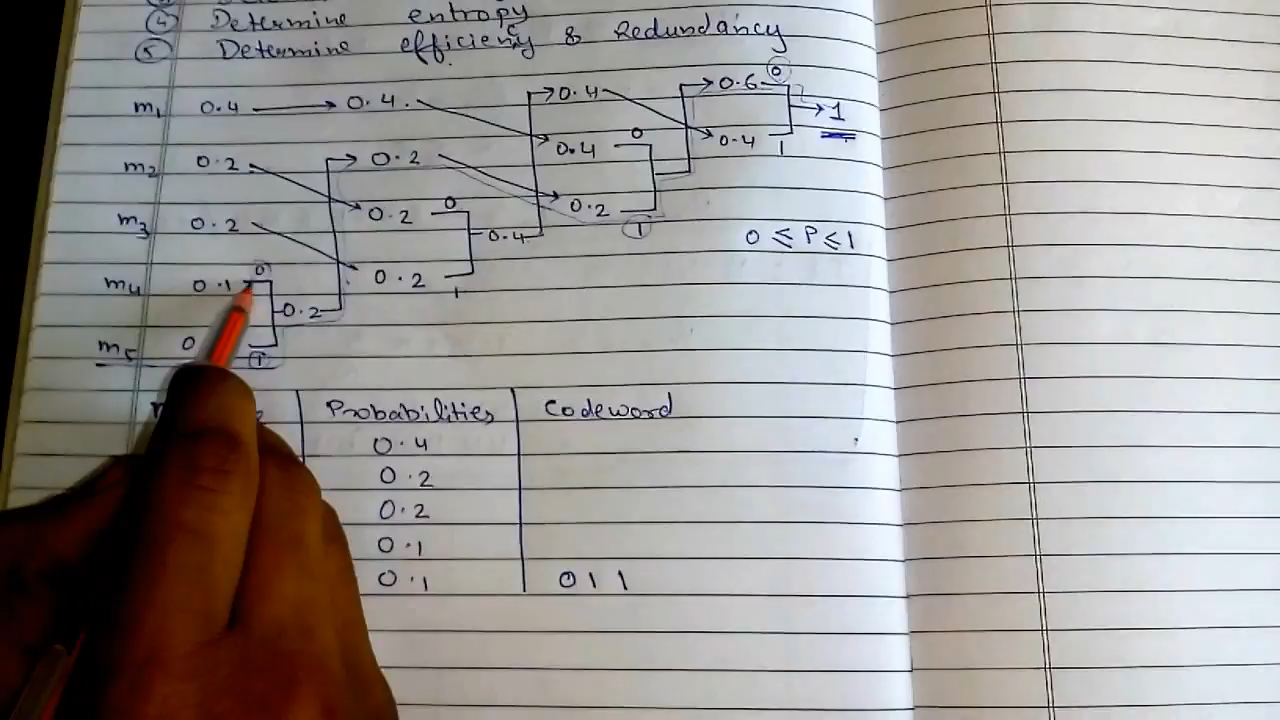 ④ Determine entropy
⑤ Determine efficiency & Redundancy
m₁ 0.4 0.4 0.4 0.6 0 1
0.4 0 0.4 1
m₂ 0.2 0.2
0.2 0 0.2 1
m₃ 0.2 0.4 0 ≤ P ≤ 1
m₄ 0.1 0 0.2 1
0.2
m₅ 0 1
Probabilities Codeword
0.4
0.2
0.2
0.1
0.1 011